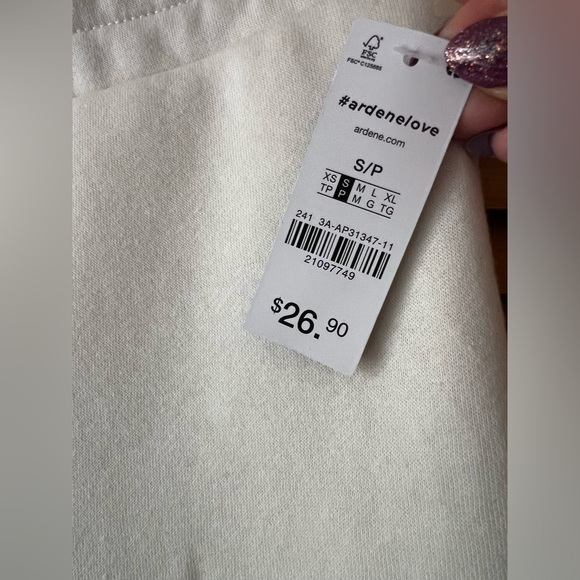 FSC
FSC® C125985
#ardenelove
ardene.com
S/P
XS S M L XL
TP P M G TG
241 3A-AP31347-11
21097749
$26.90